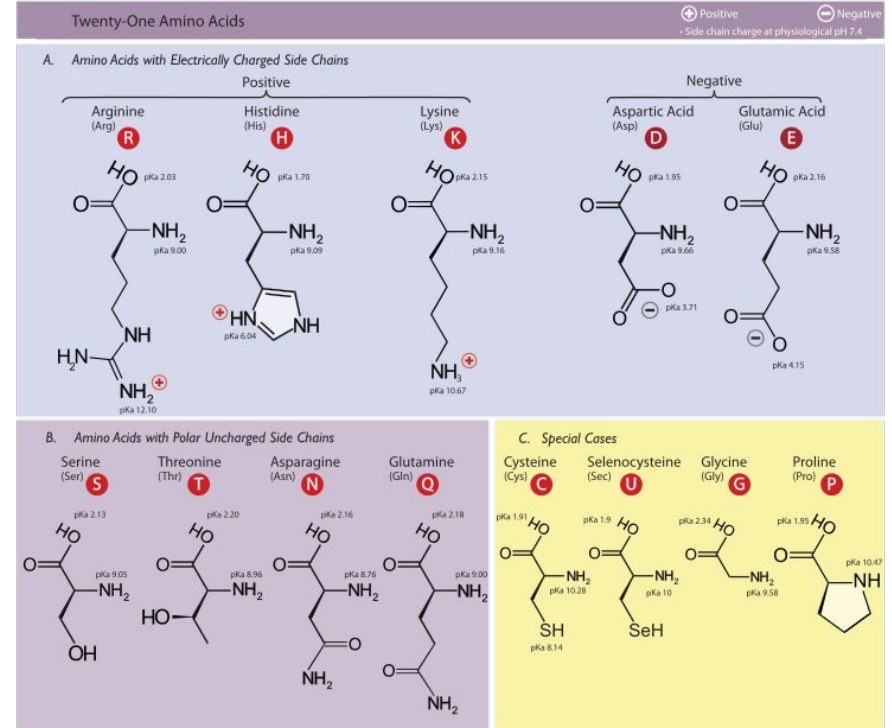 Twenty-One Amino Acids
+ Positive − Negative
• Side chain charge at physiological pH 7.4
A. Amino Acids with Electrically Charged Side Chains
Positive
Negative
Arginine
(Arg) R
Histidine
(His) H
Lysine
(Lys) K
Aspartic Acid
(Asp) D
Glutamic Acid
(Glu) E
HO pKa 2.03
O
NH₂
pKa 9.00
NH
H₂N
NH₂ +
pKa 12.10
HO pKa 1.70
O
NH₂
pKa 9.09
+ HN
NH
pKa 6.04
HO pKa 2.15
O
NH₂
pKa 9.16
NH₃ +
pKa 10.67
HO pKa 1.95
O
NH₂
pKa 9.66
O
O − pKa 3.71
HO pKa 2.16
O
NH₂
pKa 9.58
O
− O
pKa 4.15
B. Amino Acids with Polar Uncharged Side Chains
Serine
(Ser) S
Threonine
(Thr) T
Asparagine
(Asn) N
Glutamine
(Gln) Q
pKa 2.13
HO
O
pKa 9.05
NH₂
OH
pKa 2.20
HO
O
pKa 8.96
NH₂
HO
pKa 2.16
HO
O
pKa 8.76
NH₂
O
NH₂
pKa 2.18
HO
O
pKa 9.00
NH₂
O
NH₂
C. Special Cases
Cysteine
(Cys) C
Selenocysteine
(Sec) U
Glycine
(Gly) G
Proline
(Pro) P
pKa 1.91 HO
O
NH₂
pKa 10.28
SH
pKa 8.14
pKa 1.9 HO
O
NH₂
pKa 10
SeH
pKa 2.34 HO
O
NH₂
pKa 9.58
pKa 1.95 HO
O
pKa 10.47
NH